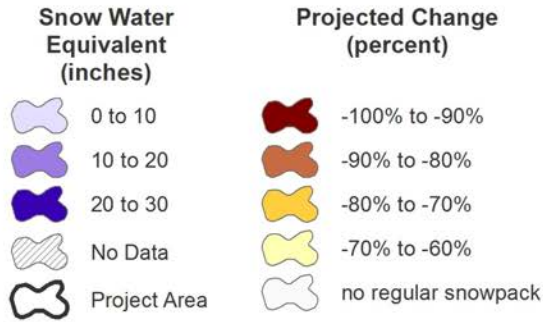 Snow Water
Equivalent
(inches)
0 to 10
10 to 20
20 to 30
No Data
Project Area
Projected Change
(percent)
-100% to -90%
-90% to -80%
-80% to -70%
-70% to -60%
no regular snowpack